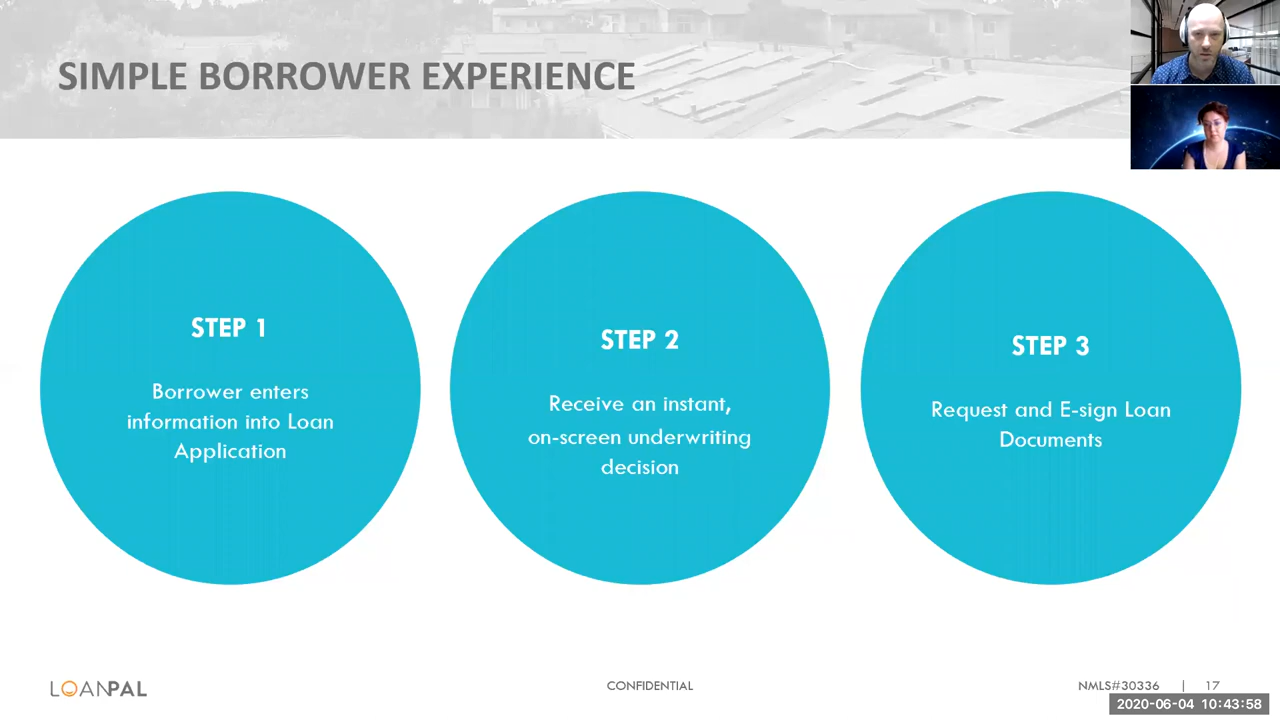 SIMPLE BORROWER EXPERIENCE
STEP 1
Borrower enters
information into Loan
Application
STEP 2
Receive an instant,
on-screen underwriting
decision
STEP 3
Request and E-sign Loan
Documents
LOANPAL
CONFIDENTIAL
NMLS#30336 | 17
2020-06-04 10:43:58